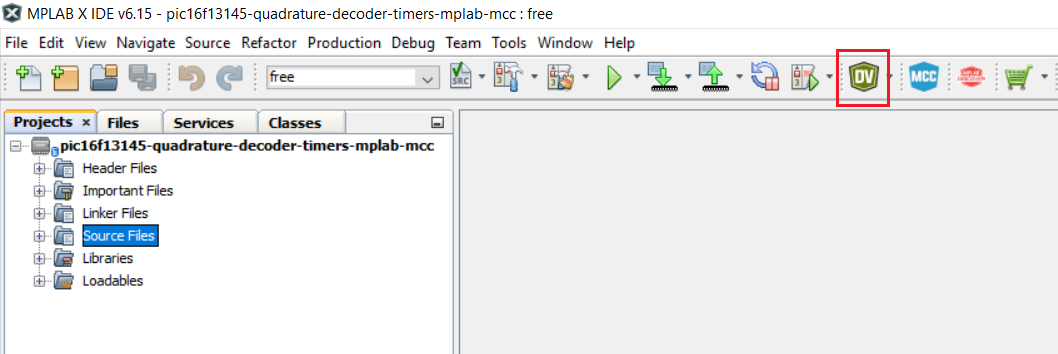 MPLAB X IDE v6.15 - pic16f13145-quadrature-decoder-timers-mplab-mcc : free
File Edit View Navigate Source Refactor Production Debug Team Tools Window Help
free SRC DV MCC
Projects × Files Services Classes
pic16f13145-quadrature-decoder-timers-mplab-mcc
Header Files
Important Files
Linker Files
Source Files
Libraries
Loadables